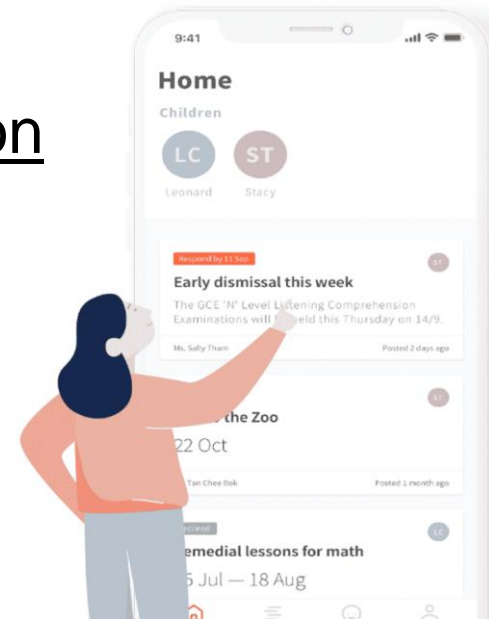 on
9:41
Home
Children
LC ST
Leonard Stacy
Respond by 11 Sep
ST
Early dismissal this week
The GCE 'N' Level Listening Comprehension
Examinations will held this Thursday on 14/9.
Ms. Sally Tham Posted 2 days ago
ST
the Zoo
22 Oct
Tan Chee Bok Posted 1 month ago
LC
emedial lessons for math
5 Jul — 18 Aug